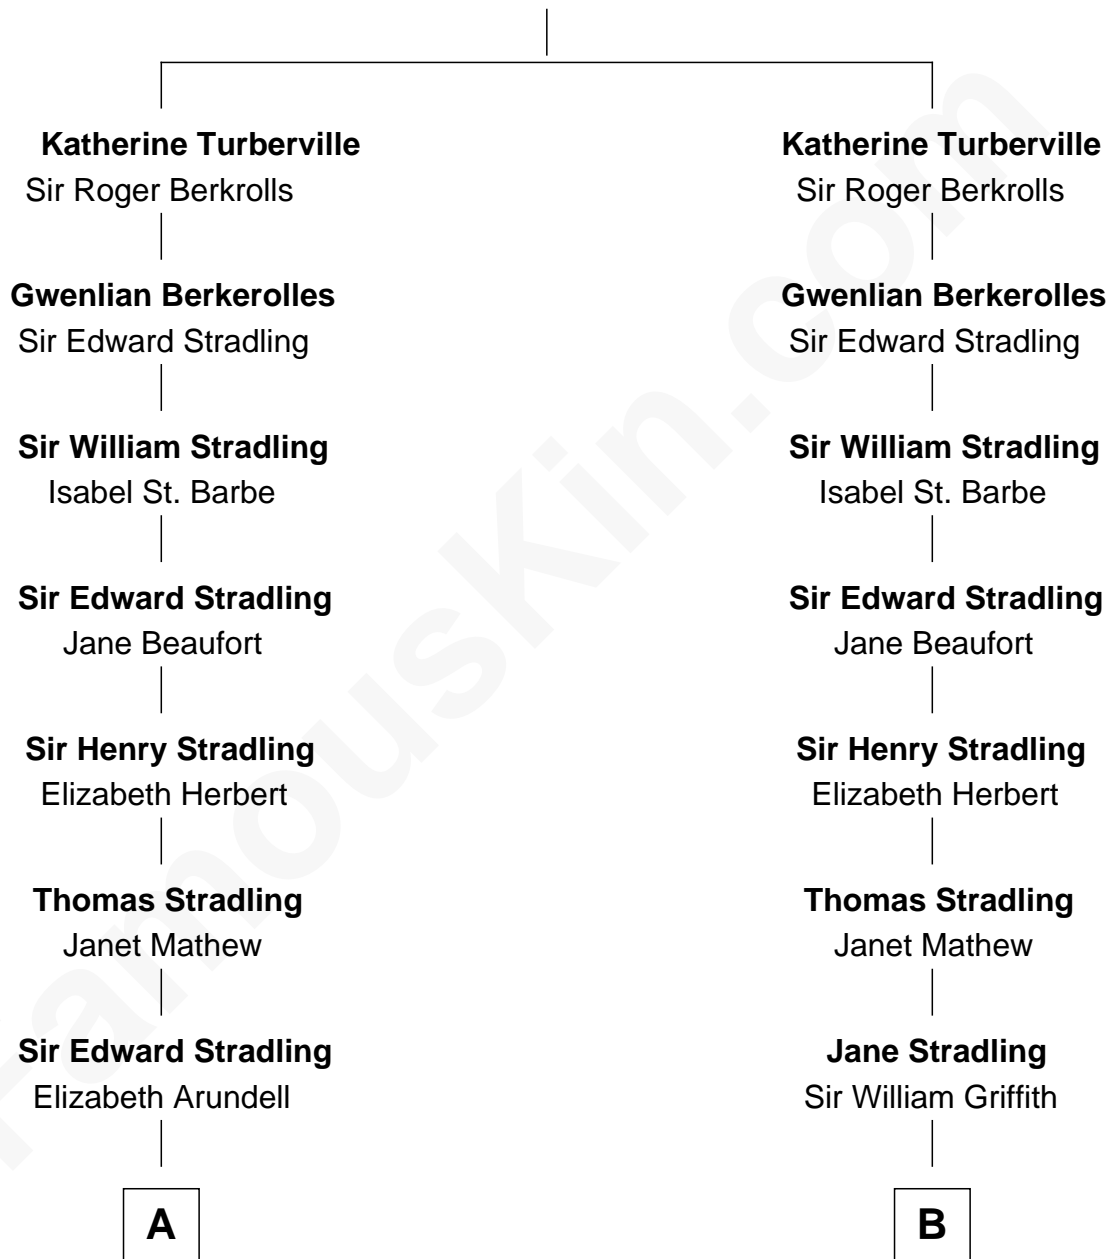 Katherine Turberville
Sir Roger Berkrolls
Gwenlian Berkerolles
Sir Edward Stradling
Sir William Stradling
Isabel St. Barbe
Sir Edward Stradling
Jane Beaufort
Sir Henry Stradling
Elizabeth Herbert
Thomas Stradling
Janet Mathew
Sir Edward Stradling
Elizabeth Arundell
A
Katherine Turberville
Sir Roger Berkrolls
Gwenlian Berkerolles
Sir Edward Stradling
Sir William Stradling
Isabel St. Barbe
Sir Edward Stradling
Jane Beaufort
Sir Henry Stradling
Elizabeth Herbert
Thomas Stradling
Janet Mathew
Jane Stradling
Sir William Griffith
B
FamousKin.com